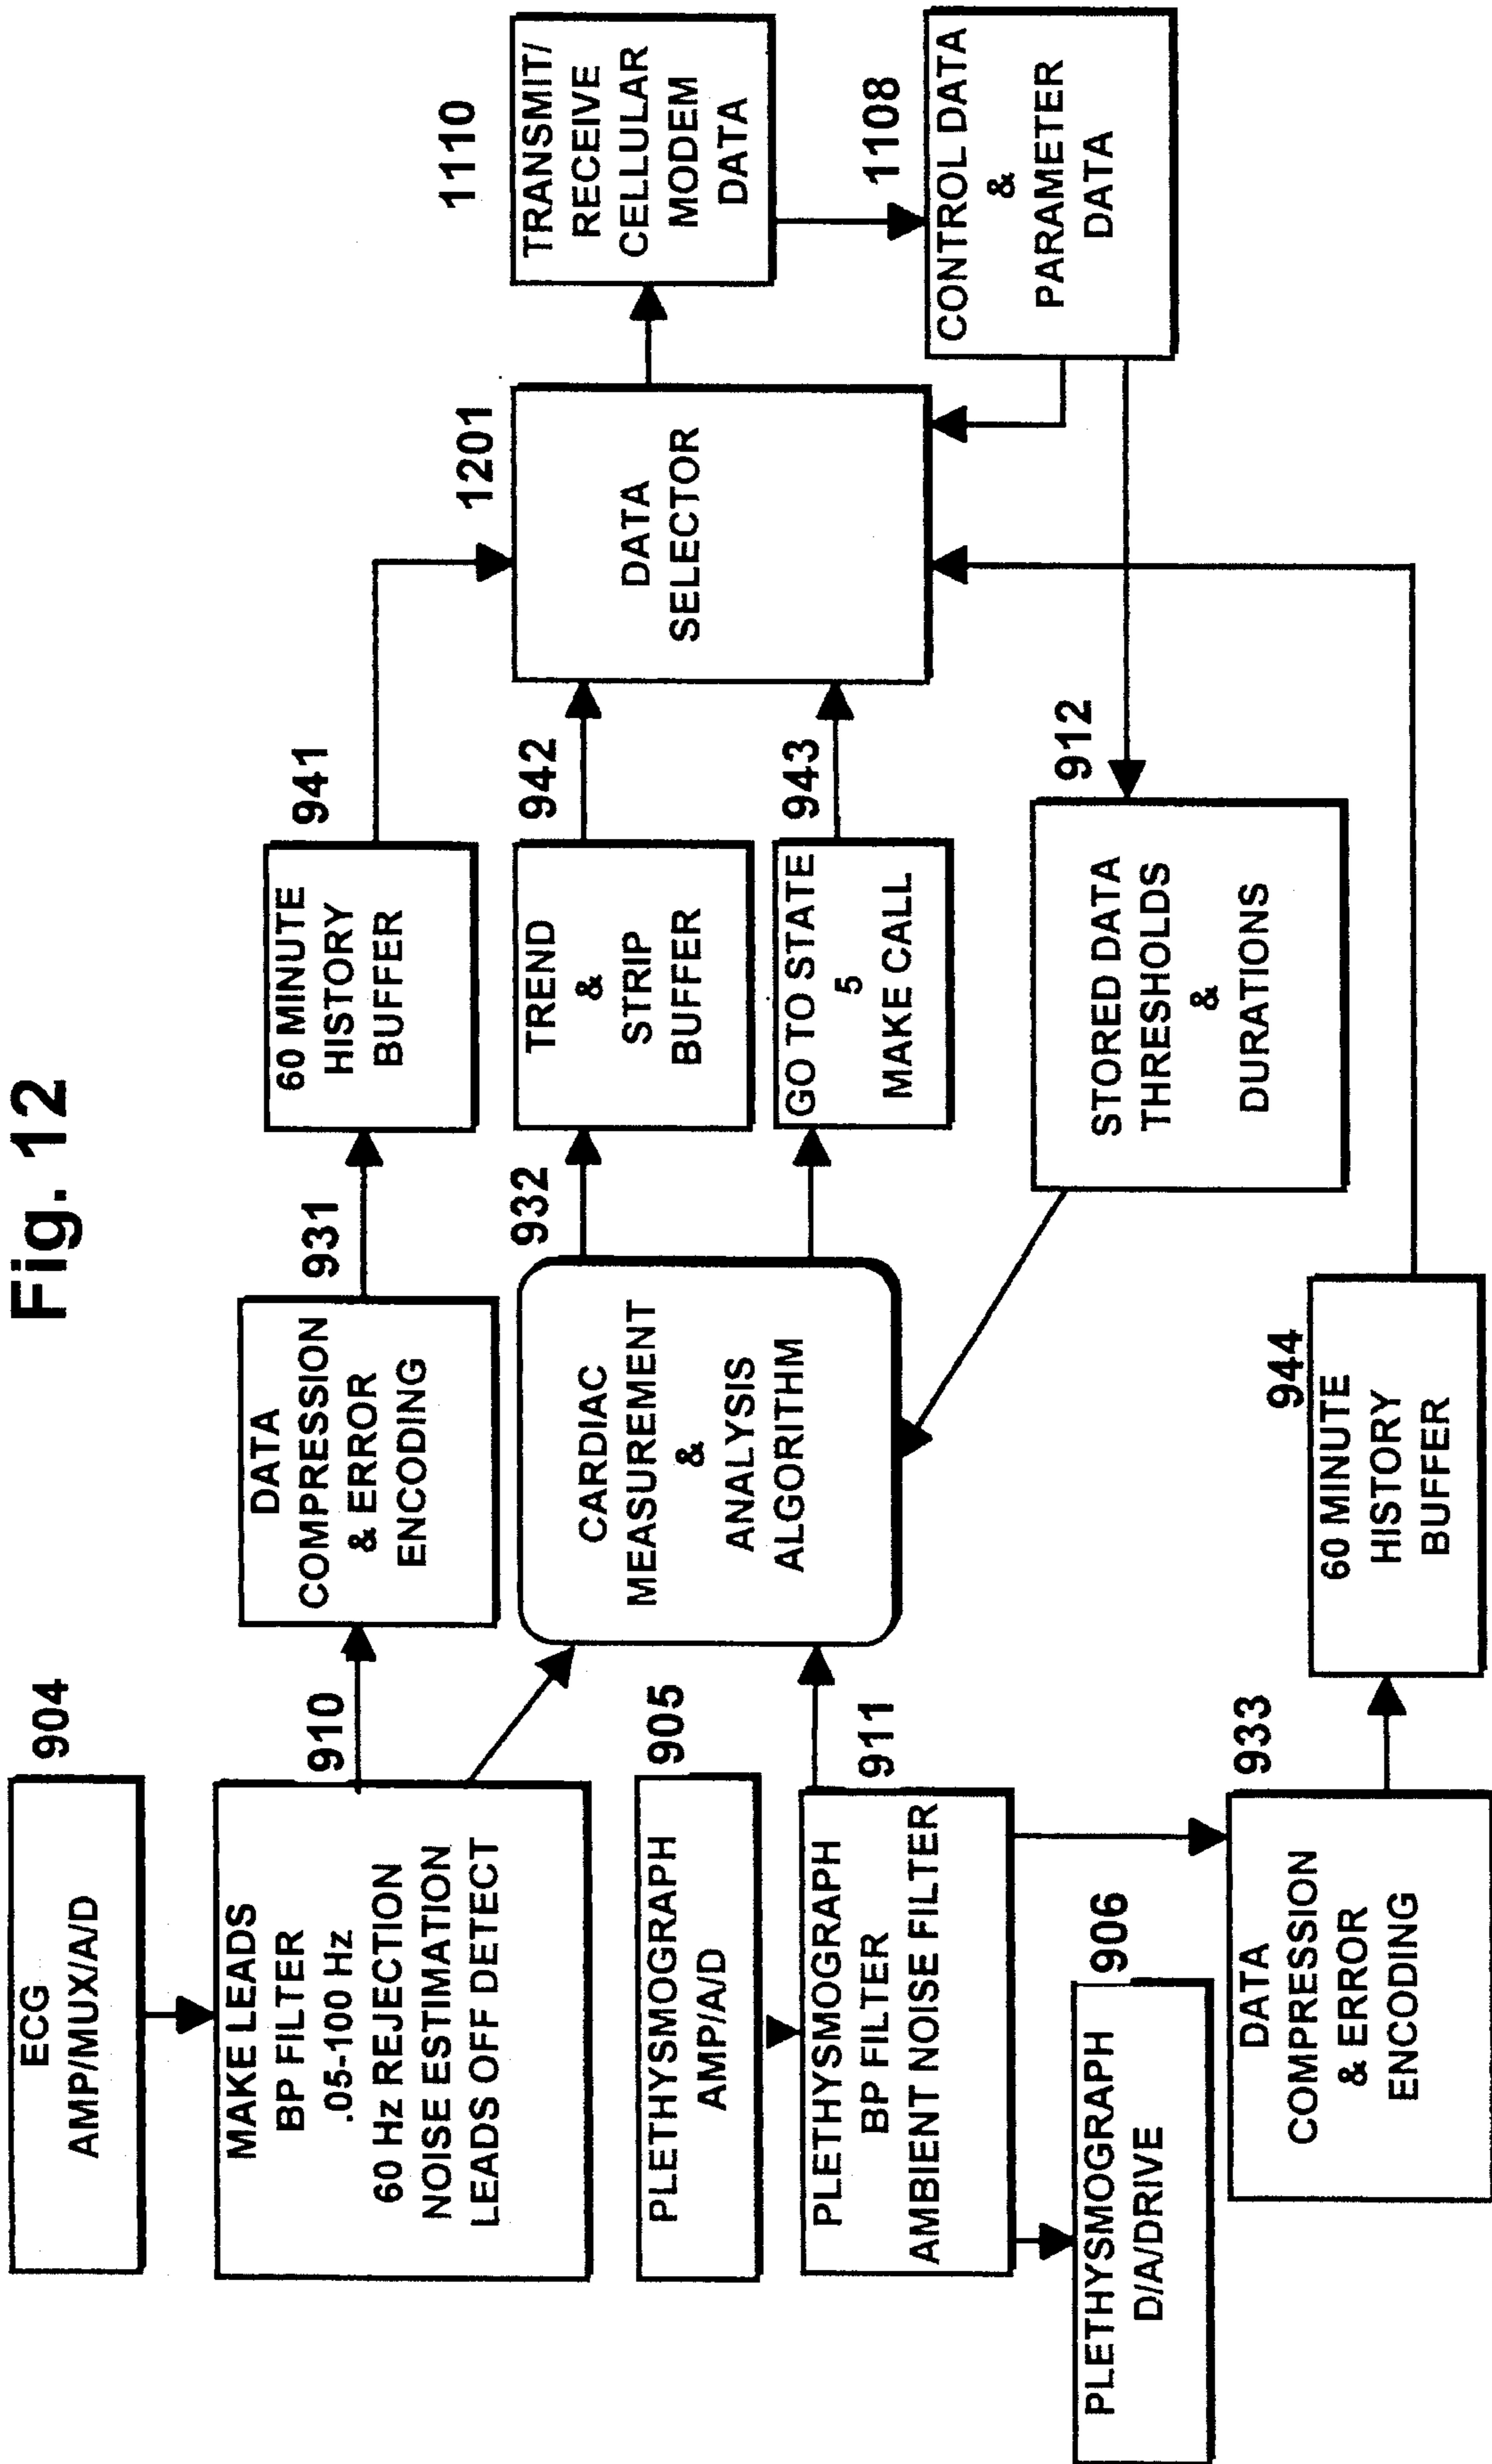 Fig. 12
904
ECG
AMP/MUX/A/D
910
MAKE LEADS
BP FILTER
.05-100 Hz
60 Hz REJECTION
NOISE ESTIMATION
LEADS OFF DETECT
905
PLETHYSMOGRAPH
AMP/A/D
911
PLETHYSMOGRAPH
BP FILTER
AMBIENT NOISE FILTER
906
PLETHYSMOGRAPH
D/A/DRIVE
931
DATA
COMPRESSION
& ERROR
ENCODING
932
CARDIAC
MEASUREMENT
&
ANALYSIS
ALGORITHM
933
DATA
COMPRESSION
& ERROR
ENCODING
941
60 MINUTE
HISTORY
BUFFER
942
TREND
&
STRIP
BUFFER
943
GO TO STATE
5
MAKE CALL
912
STORED DATA
THRESHOLDS
&
DURATIONS
944
60 MINUTE
HISTORY
BUFFER
1201
DATA
SELECTOR
1110
TRANSMIT/
RECEIVE
CELLULAR
MODEM
DATA
1108
CONTROL DATA
&
PARAMETER
DATA